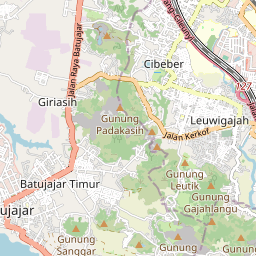 Jalan Raya Batujajar
Cibeber
127
Giriasih
Gunung
Padakasih
Leuwigajah
Jalan Kerkof
Batujajar Timur
Gunung
Leutik
Gunung
Gajahlangu
ujajar
Gunung
Sanggar
Gunung